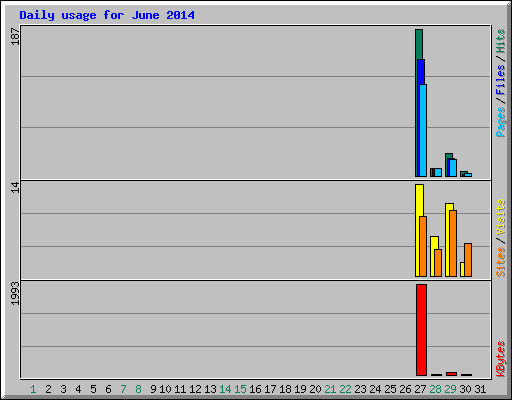 Daily usage for June 2014
187
Pages/Files/Hits
14
Sites/Visits
1993
KBytes
1 2 3 4 5 6 7 8 9 10 11 12 13 14 15 16 17 18 19 20 21 22 23 24 25 26 27 28 29 30 31